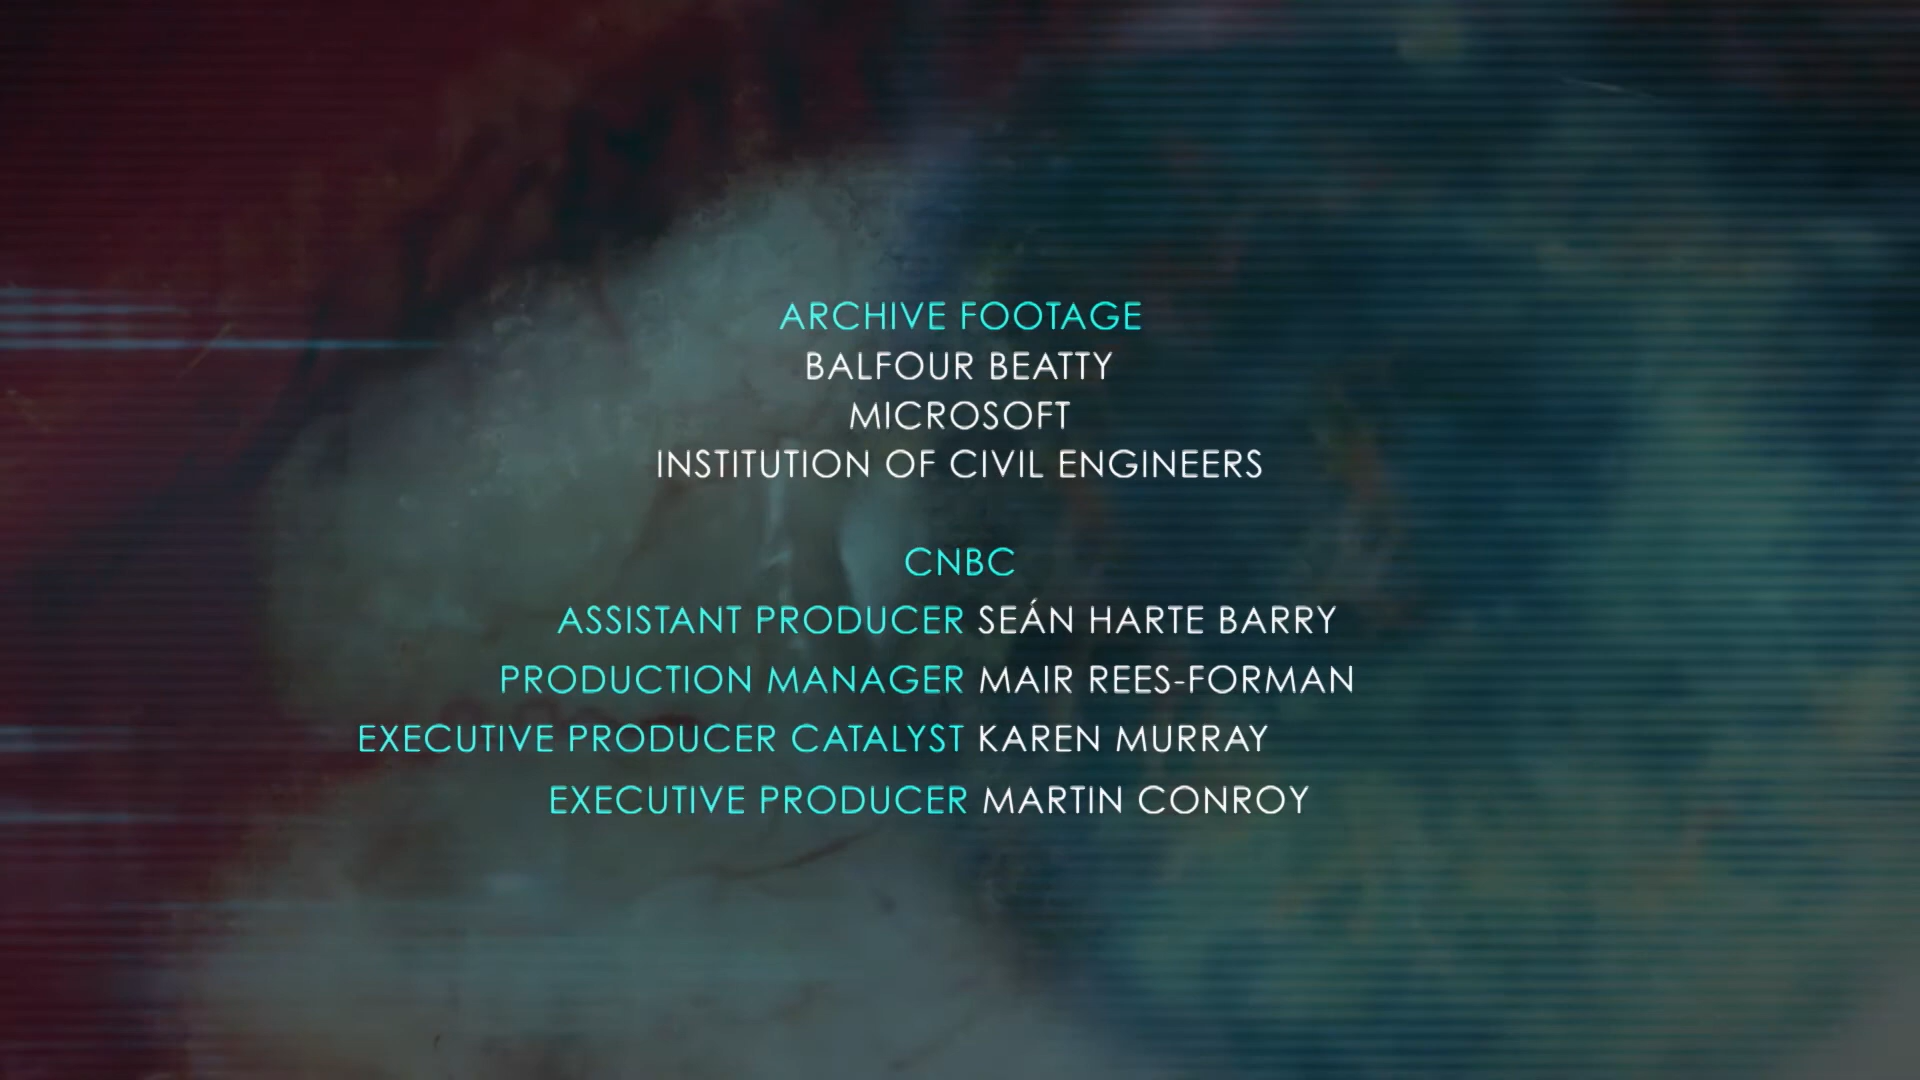 ARCHIVE FOOTAGE
BALFOUR BEATTY
MICROSOFT
INSTITUTION OF CIVIL ENGINEERS
CNBC
ASSISTANT PRODUCER SEÁN HARTE BARRY
PRODUCTION MANAGER MAIR REES-FORMAN
EXECUTIVE PRODUCER CATALYST KAREN MURRAY
EXECUTIVE PRODUCER MARTIN CONROY